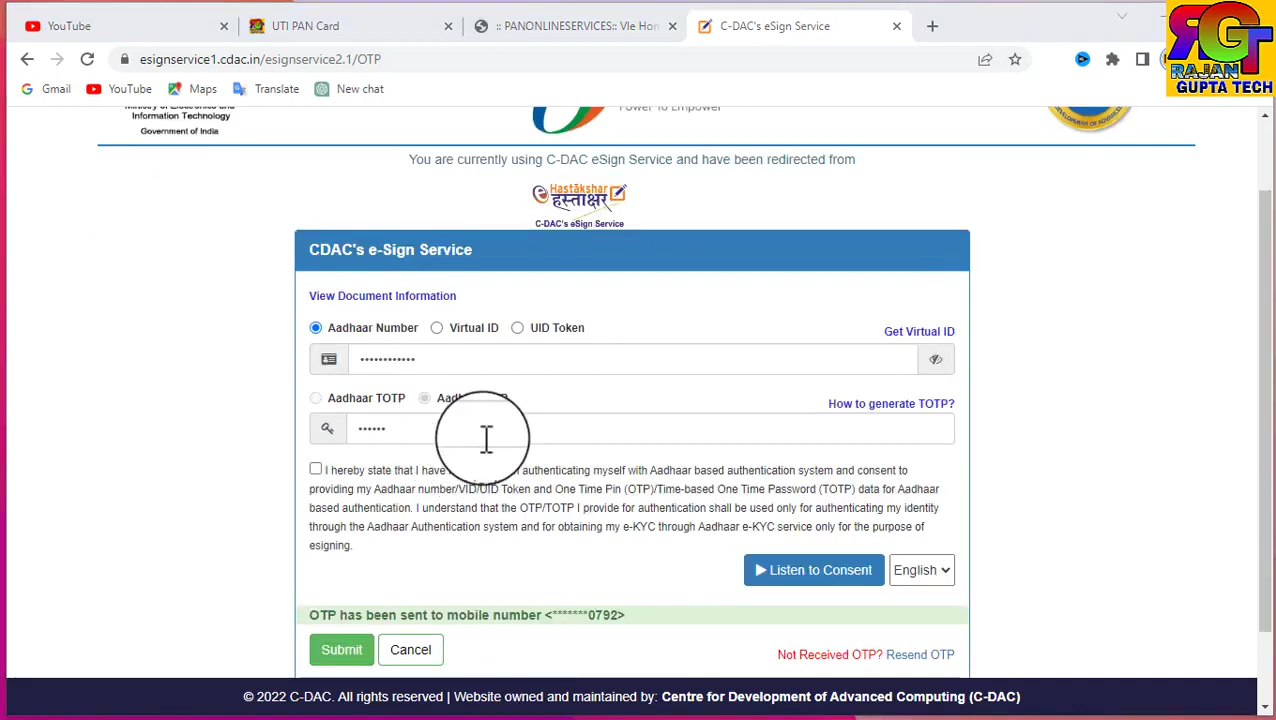 YouTube
UTI PAN Card
:: PANONLINESERVICES:: Vle Hom
C-DAC's eSign Service
esignservice1.cdac.in/esignservice2.1/OTP
Gmail
YouTube
Maps
Translate
New chat
RGT
RAJAN
GUPTA TECH
Information Technology
Government of India
Power To Empower
You are currently using C-DAC eSign Service and have been redirected from
e Hastākshar
हस्ताक्षर
C-DAC's eSign Service
CDAC's e-Sign Service
View Document Information
Aadhaar Number Virtual ID UID Token
Get Virtual ID
••••••••••••
Aadhaar TOTP
How to generate TOTP?
••••••
I hereby state that I have authenticating myself with Aadhaar based authentication system and consent to
providing my Aadhaar number/VID/UID Token and One Time Pin (OTP)/Time-based One Time Password (TOTP) data for Aadhaar
based authentication. I understand that the OTP/TOTP I provide for authentication shall be used only for authenticating my identity
through the Aadhaar Authentication system and for obtaining my e-KYC through Aadhaar e-KYC service only for the purpose of
esigning.
Listen to Consent
English
OTP has been sent to mobile number <*******0792>
Submit
Cancel
Not Received OTP? Resend OTP
© 2022 C-DAC. All rights reserved | Website owned and maintained by: Centre for Development of Advanced Computing (C-DAC)